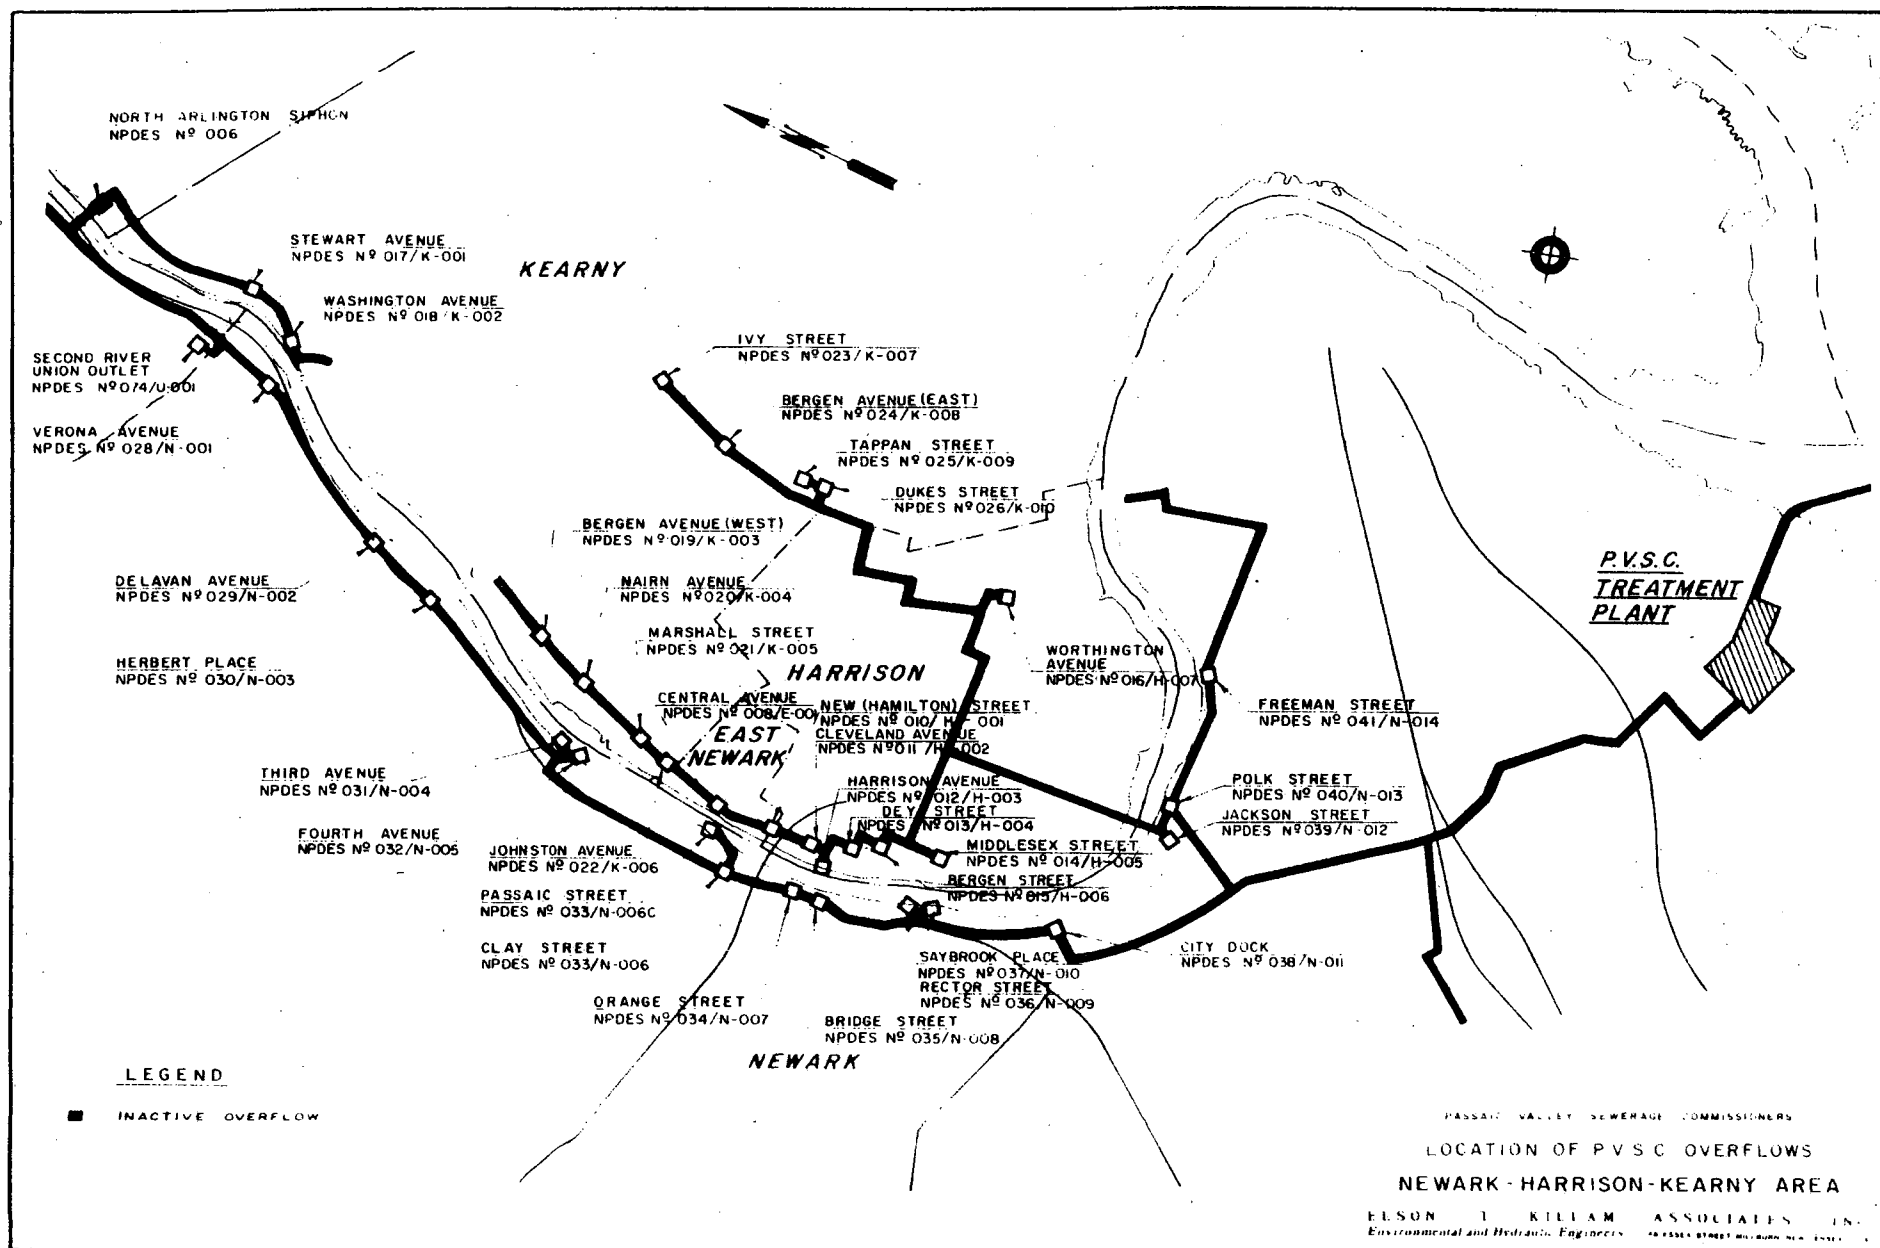 NORTH ARLINGTON SIPHON
NPDES Nº 006
STEWART AVENUE
NPDES Nº 017/K-001
KEARNY
WASHINGTON AVENUE
NPDES Nº 018/K-002
SECOND RIVER
UNION OUTLET
NPDES Nº 074/U-001
VERONA AVENUE
NPDES Nº 028/N-001
IVY STREET
NPDES Nº 023/K-007
BERGEN AVENUE (EAST)
NPDES Nº 024/K-008
TAPPAN STREET
NPDES Nº 025/K-009
DUKES STREET
NPDES Nº 026/K-010
BERGEN AVENUE (WEST)
NPDES Nº 019/K-003
NAIRN AVENUE
NPDES Nº 020/K-004
MARSHALL STREET
NPDES Nº 021/K-005
DELAVAN AVENUE
NPDES Nº 029/N-002
HERBERT PLACE
NPDES Nº 030/N-003
HARRISON
CENTRAL AVENUE
NPDES Nº 008/E-001
NEW (HAMILTON) STREET
NPDES Nº 010/H-001
CLEVELAND AVENUE
NPDES Nº 011/H-002
EAST
NEWARK
WORTHINGTON
AVENUE
NPDES Nº 016/H-007
FREEMAN STREET
NPDES Nº 041/N-014
P.V.S.C.
TREATMENT
PLANT
THIRD AVENUE
NPDES Nº 031/N-004
HARRISON AVENUE
NPDES Nº 012/H-003
DEY STREET
NPDES Nº 013/H-004
POLK STREET
NPDES Nº 040/N-013
JACKSON STREET
NPDES Nº 039/N-012
FOURTH AVENUE
NPDES Nº 032/N-005
JOHNSTON AVENUE
NPDES Nº 022/K-006
MIDDLESEX STREET
NPDES Nº 014/H-005
BERGEN STREET
NPDES Nº 015/H-006
PASSAIC STREET
NPDES Nº 033/N-006C
CLAY STREET
NPDES Nº 033/N-006
SAYBROOK PLACE
NPDES Nº 037/N-010
RECTOR STREET
NPDES Nº 036/N-009
CITY DOCK
NPDES Nº 038/N-011
ORANGE STREET
NPDES Nº 034/N-007
BRIDGE STREET
NPDES Nº 035/N-008
NEWARK
LEGEND
INACTIVE OVERFLOW
PASSAIC VALLEY SEWERAGE COMMISSIONERS
LOCATION OF PVSC OVERFLOWS
NEWARK-HARRISON-KEARNY AREA
ELSON T KILLAM ASSOCIATES IN
Environmental and Hydraulic Engineers ESSEX STREET MILLBURN NEW